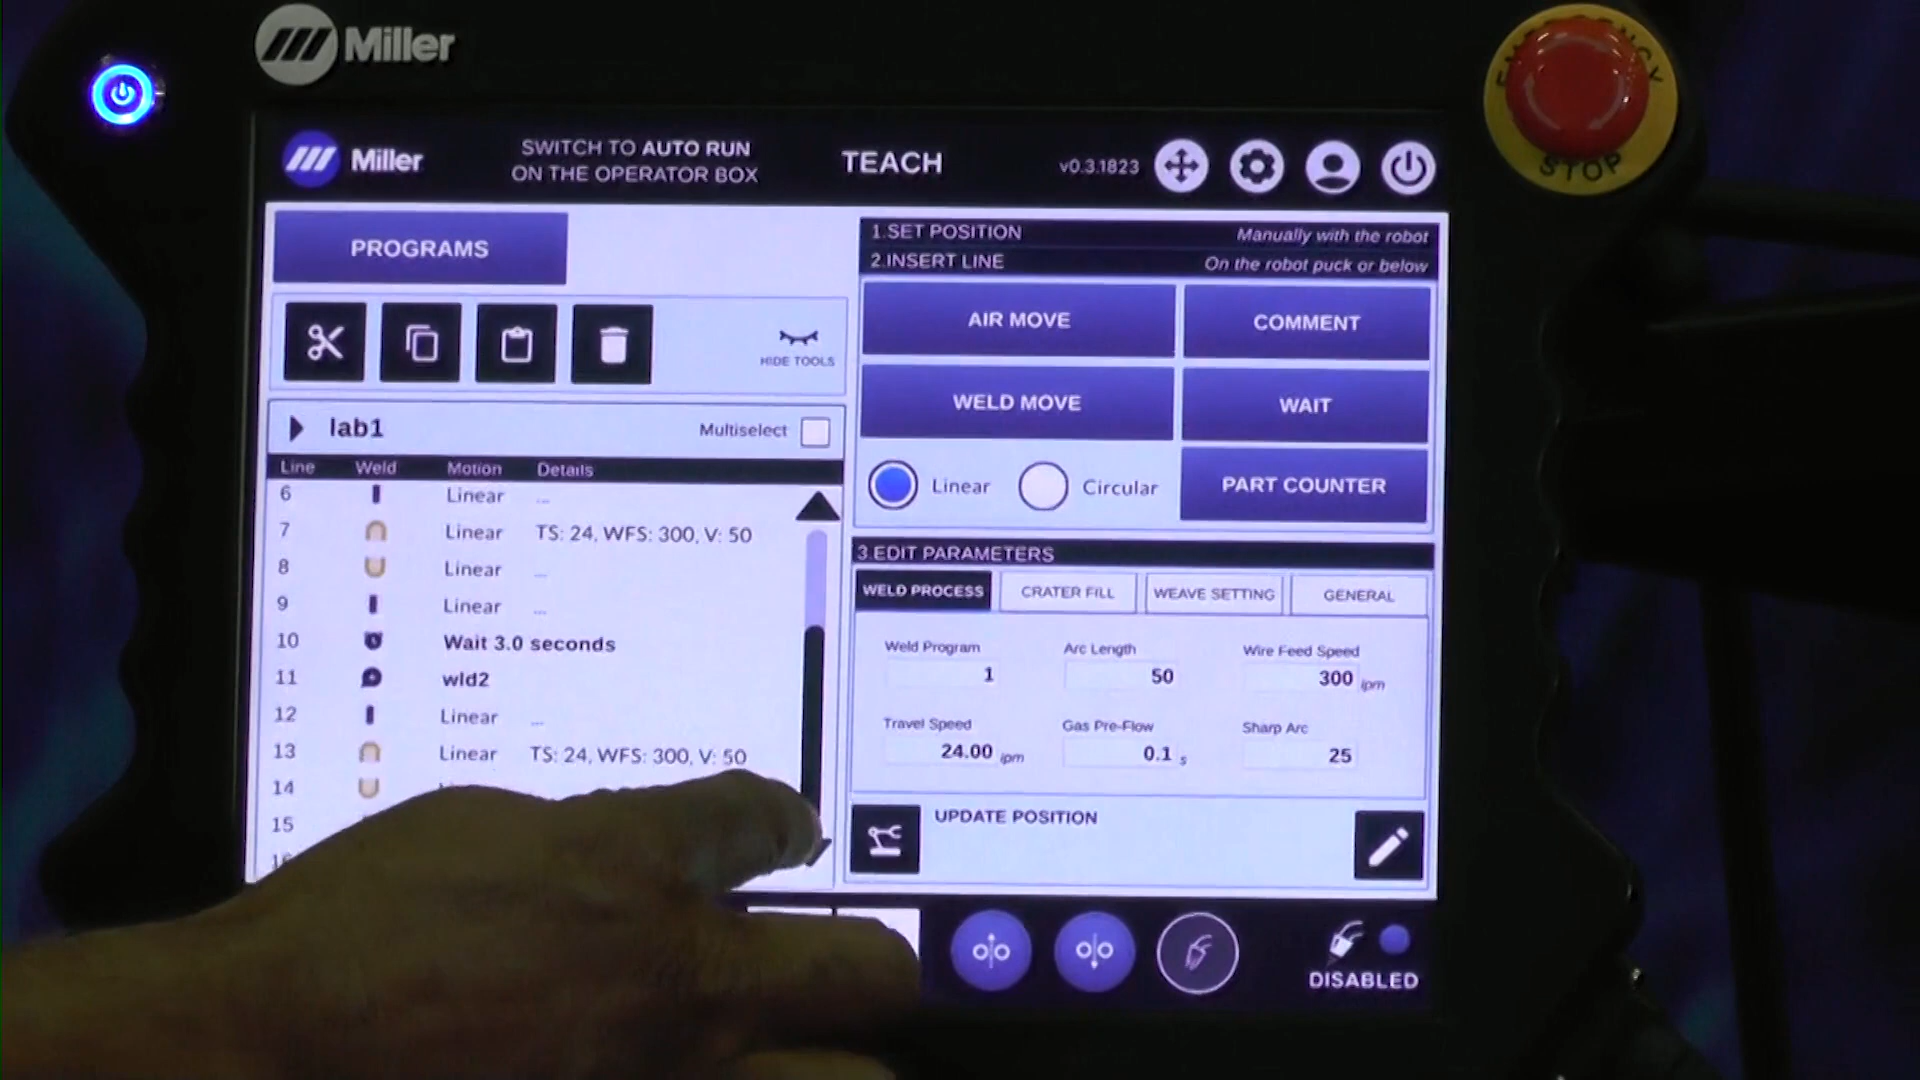 Miller
EMERGENCY
STOP
Miller
SWITCH TO AUTO RUN
ON THE OPERATOR BOX
TEACH
v0.3.1823
PROGRAMS
HIDE TOOLS
lab1
Multiselect
Line Weld Motion Details
6 Linear ...
7 Linear TS: 24, WFS: 300, V: 50
8 Linear ...
9 Linear ...
10 Wait 3.0 seconds
11 wld2
12 Linear ...
13 Linear TS: 24, WFS: 300, V: 50
14
15
1.SET POSITION Manually with the robot
2.INSERT LINE On the robot puck or below
AIR MOVE
COMMENT
WELD MOVE
WAIT
Linear
Circular
PART COUNTER
3.EDIT PARAMETERS
WELD PROCESS
CRATER FILL
WEAVE SETTING
GENERAL
Weld Program
1
Arc Length
50
Wire Feed Speed
300 ipm
Travel Speed
24.00 ipm
Gas Pre-Flow
0.1 s
Sharp Arc
25
UPDATE POSITION
DISABLED